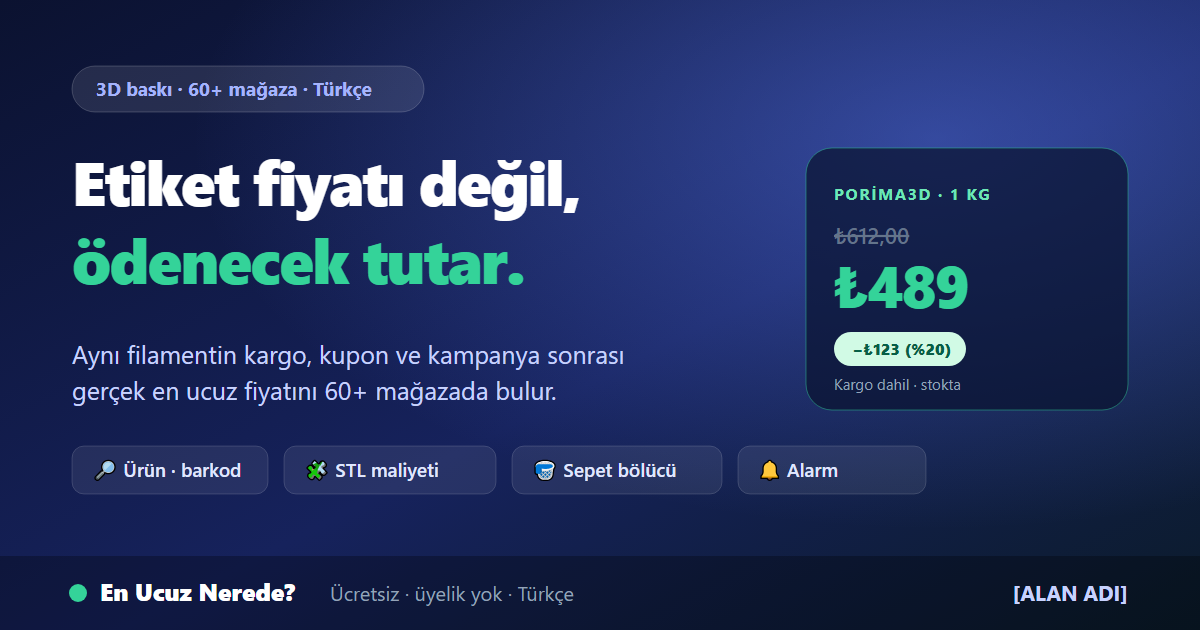 3D baskı · 60+ mağaza · Türkçe
Etiket fiyatı değil,
ödenecek tutar.
Aynı filamentin kargo, kupon ve kampanya sonrası
gerçek en ucuz fiyatını 60+ mağazada bulur.
PORİMA3D · 1 KG
₺612,00
₺489
−₺123 (%20)
Kargo dahil · stokta
Ürün · barkod
STL maliyeti
Sepet bölücü
Alarm
En Ucuz Nerede?
Ücretsiz · üyelik yok · Türkçe
[ALAN ADI]